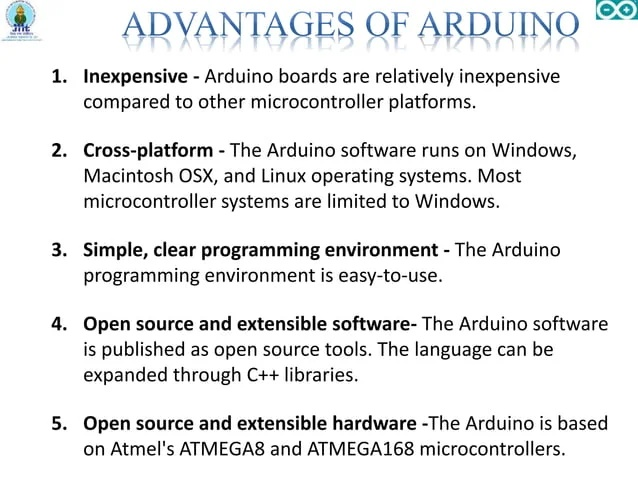 ADVANTAGES OF ARDUINO
1. Inexpensive - Arduino boards are relatively inexpensive
compared to other microcontroller platforms.
2. Cross-platform - The Arduino software runs on Windows,
Macintosh OSX, and Linux operating systems. Most
microcontroller systems are limited to Windows.
3. Simple, clear programming environment - The Arduino
programming environment is easy-to-use.
4. Open source and extensible software- The Arduino software
is published as open source tools. The language can be
expanded through C++ libraries.
5. Open source and extensible hardware -The Arduino is based
on Atmel's ATMEGA8 and ATMEGA168 microcontrollers.